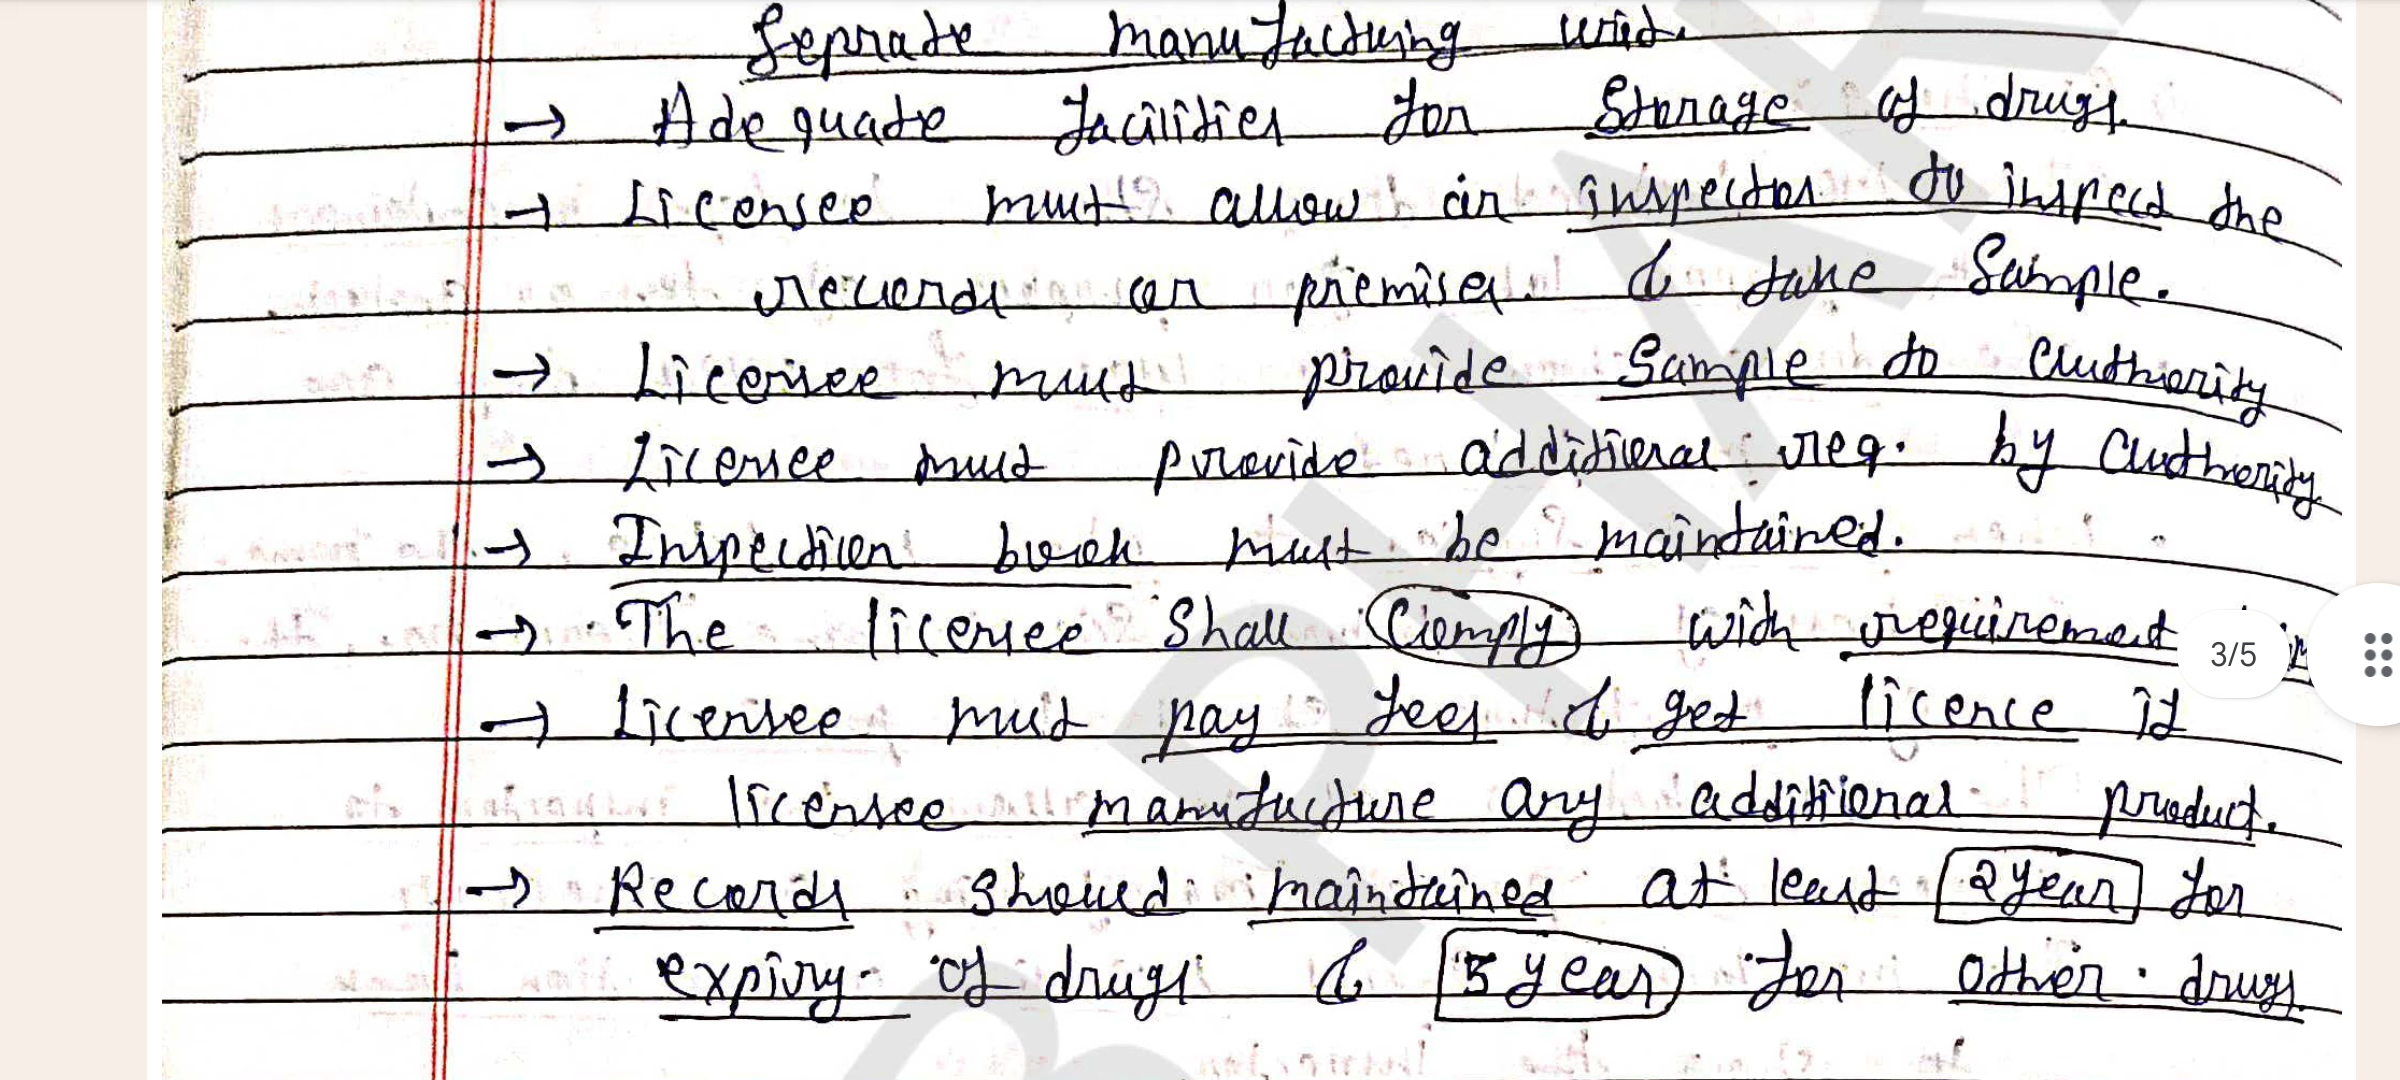 Seprate manufacturing unit.
→ Adequate facilities for Storage of drugs.
→ Licensee must allow an inspector to inspect the
records or premises & take Sample.
→ Licensee must provide Sample to Authority
→ Licensee must provide additional req. by Authority
→ Inspection book must be maintained.
→ The licensee Shall Comply with requirement
3/5
→ Licensee must pay fees & get licence if
licensee manufacture any additional product.
→ Records should maintained at least 2 year for
expiry of drugs & 5 year for other drugs